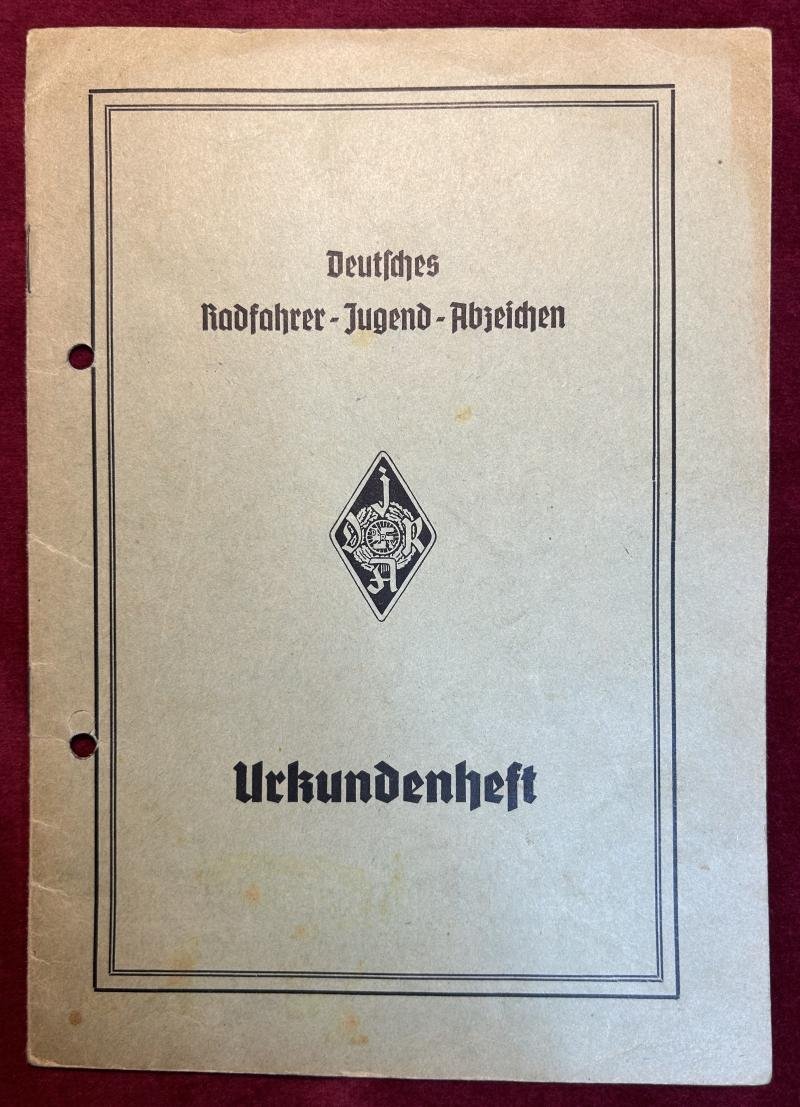 Deutſches
Radfahrer-Jugend-Abzeichen
j
D R
A
Urkundenheft